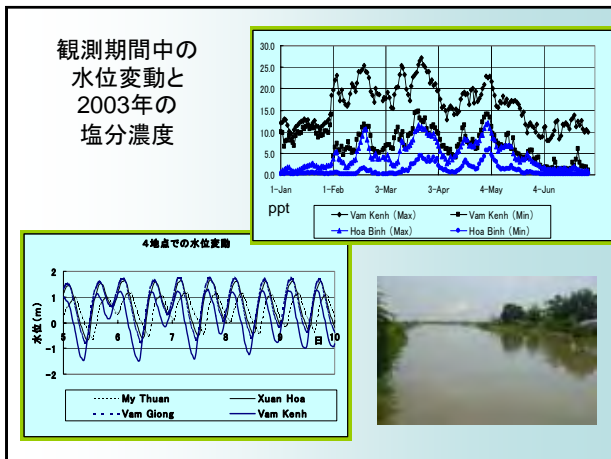 観測期間中の
水位変動と
2003年の
塩分濃度
30.0
25.0
20.0
15.0
10.0
5.0
0.0
1-Jan 1-Feb 3-Mar 3-Apr 4-May 4-Jun
ppt
Vam Kenh (Max) Vam Kenh (Min)
Hoa Binh (Max) Hoa Binh (Min)
4地点での水位変動
水位(m)
2
1
0
-1
-2
5 6 7 8 9 日 10
My Thuan Xuan Hoa
Vam Giong Vam Kenh